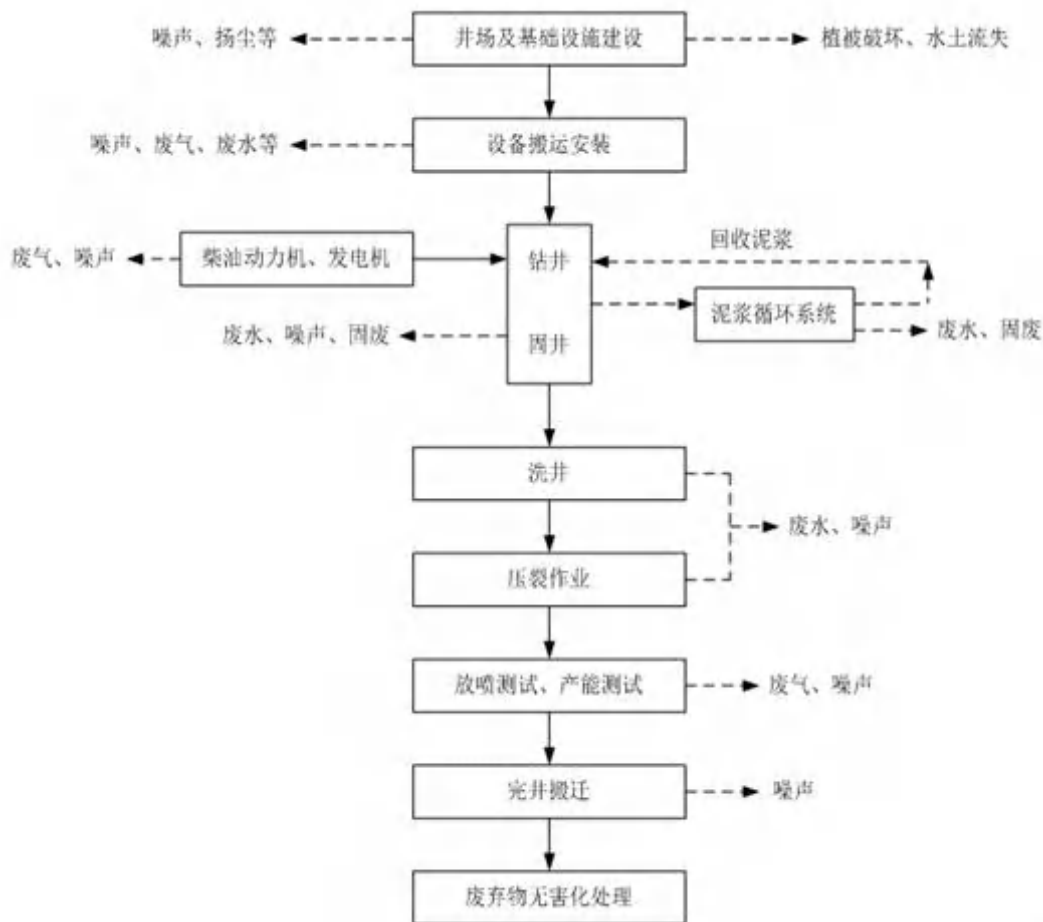 噪声、扬尘等
井场及基础设施建设
植被破坏、水土流失
噪声、废气、废水等
设备搬运安装
回收泥浆
废气、噪声
柴油动力机、发电机
钻井
泥浆循环系统
废水、噪声、固废
固井
废水、固废
洗井
废水、噪声
压裂作业
放喷测试、产能测试
废气、噪声
完井搬迁
噪声
废弃物无害化处理